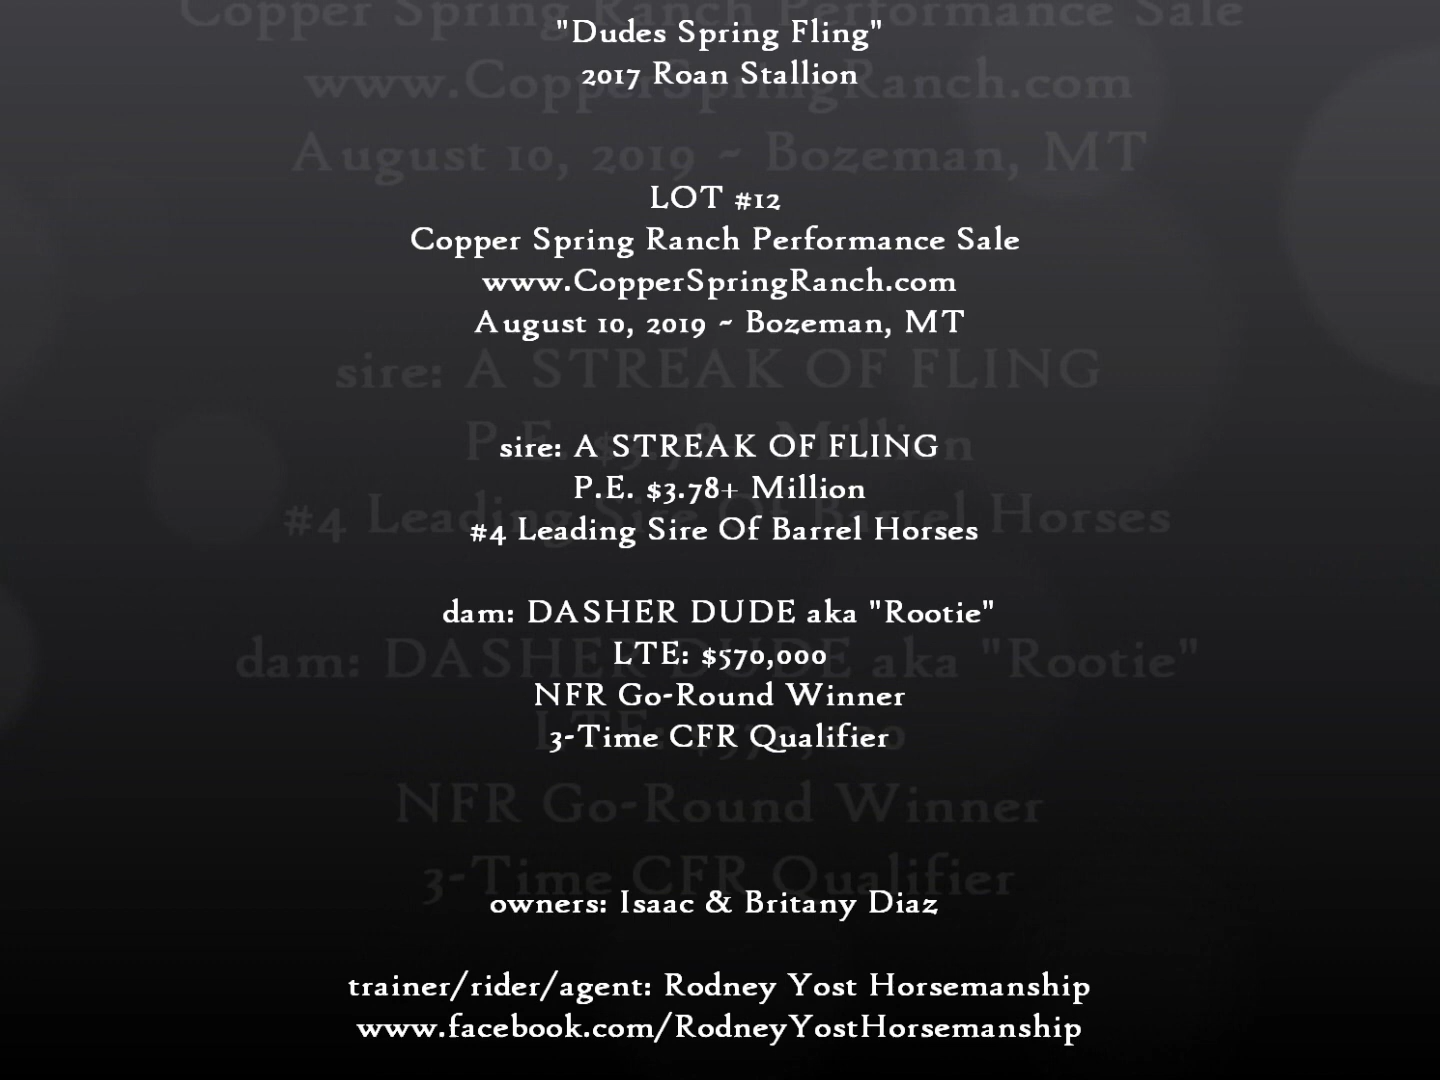 "Dudes Spring Fling"
2017 Roan Stallion
LOT #12
Copper Spring Ranch Performance Sale
www.CopperSpringRanch.com
August 10, 2019 ~ Bozeman, MT
sire: A STREAK OF FLING
P.E. $3.78+ Million
#4 Leading Sire Of Barrel Horses
dam: DASHER DUDE aka "Rootie"
LTE: $570,000
NFR Go-Round Winner
3-Time CFR Qualifier
owners: Isaac & Britany Diaz
trainer/rider/agent: Rodney Yost Horsemanship
www.facebook.com/RodneyYostHorsemanship